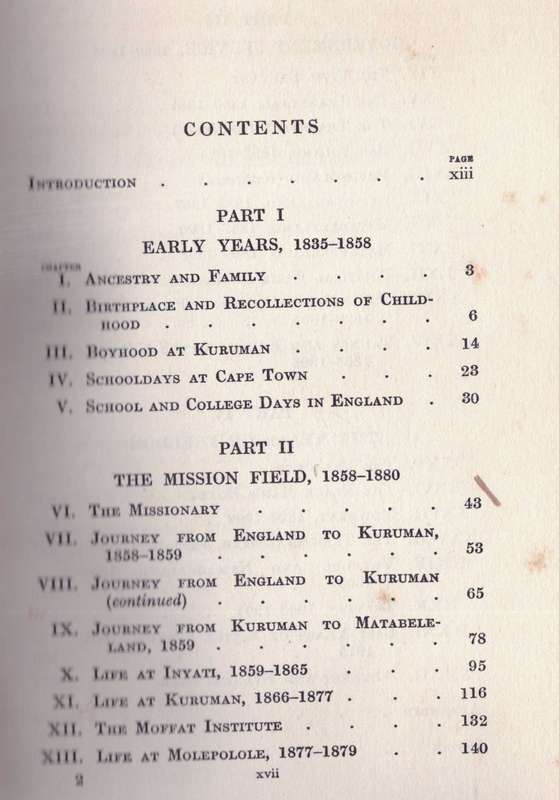 CONTENTS
PAGE
INTRODUCTION . . . . . . . xiii
PART I
EARLY YEARS, 1835-1858
CHAPTER
I. ANCESTRY AND FAMILY . . . . 3
II. BIRTHPLACE AND RECOLLECTIONS OF CHILD-
HOOD . . . . . . . 6
III. BOYHOOD AT KURUMAN . . . . 14
IV. SCHOOLDAYS AT CAPE TOWN . . . 23
V. SCHOOL AND COLLEGE DAYS IN ENGLAND . 30
PART II
THE MISSION FIELD, 1858-1880
VI. THE MISSIONARY . . . . . 43
VII. JOURNEY FROM ENGLAND TO KURUMAN,
1858-1859 . . . . . . 53
VIII. JOURNEY FROM ENGLAND TO KURUMAN
(continued) . . . . . . 65
IX. JOURNEY FROM KURUMAN TO MATABELE-
LAND, 1859 . . . . . . 78
X. LIFE AT INYATI, 1859-1865 . . 95
XI. LIFE AT KURUMAN, 1866-1877 . . . 116
XII. THE MOFFAT INSTITUTE . . . . 132
XIII. LIFE AT MOLEPOLOLE, 1877-1879 . . 140
2 xvii